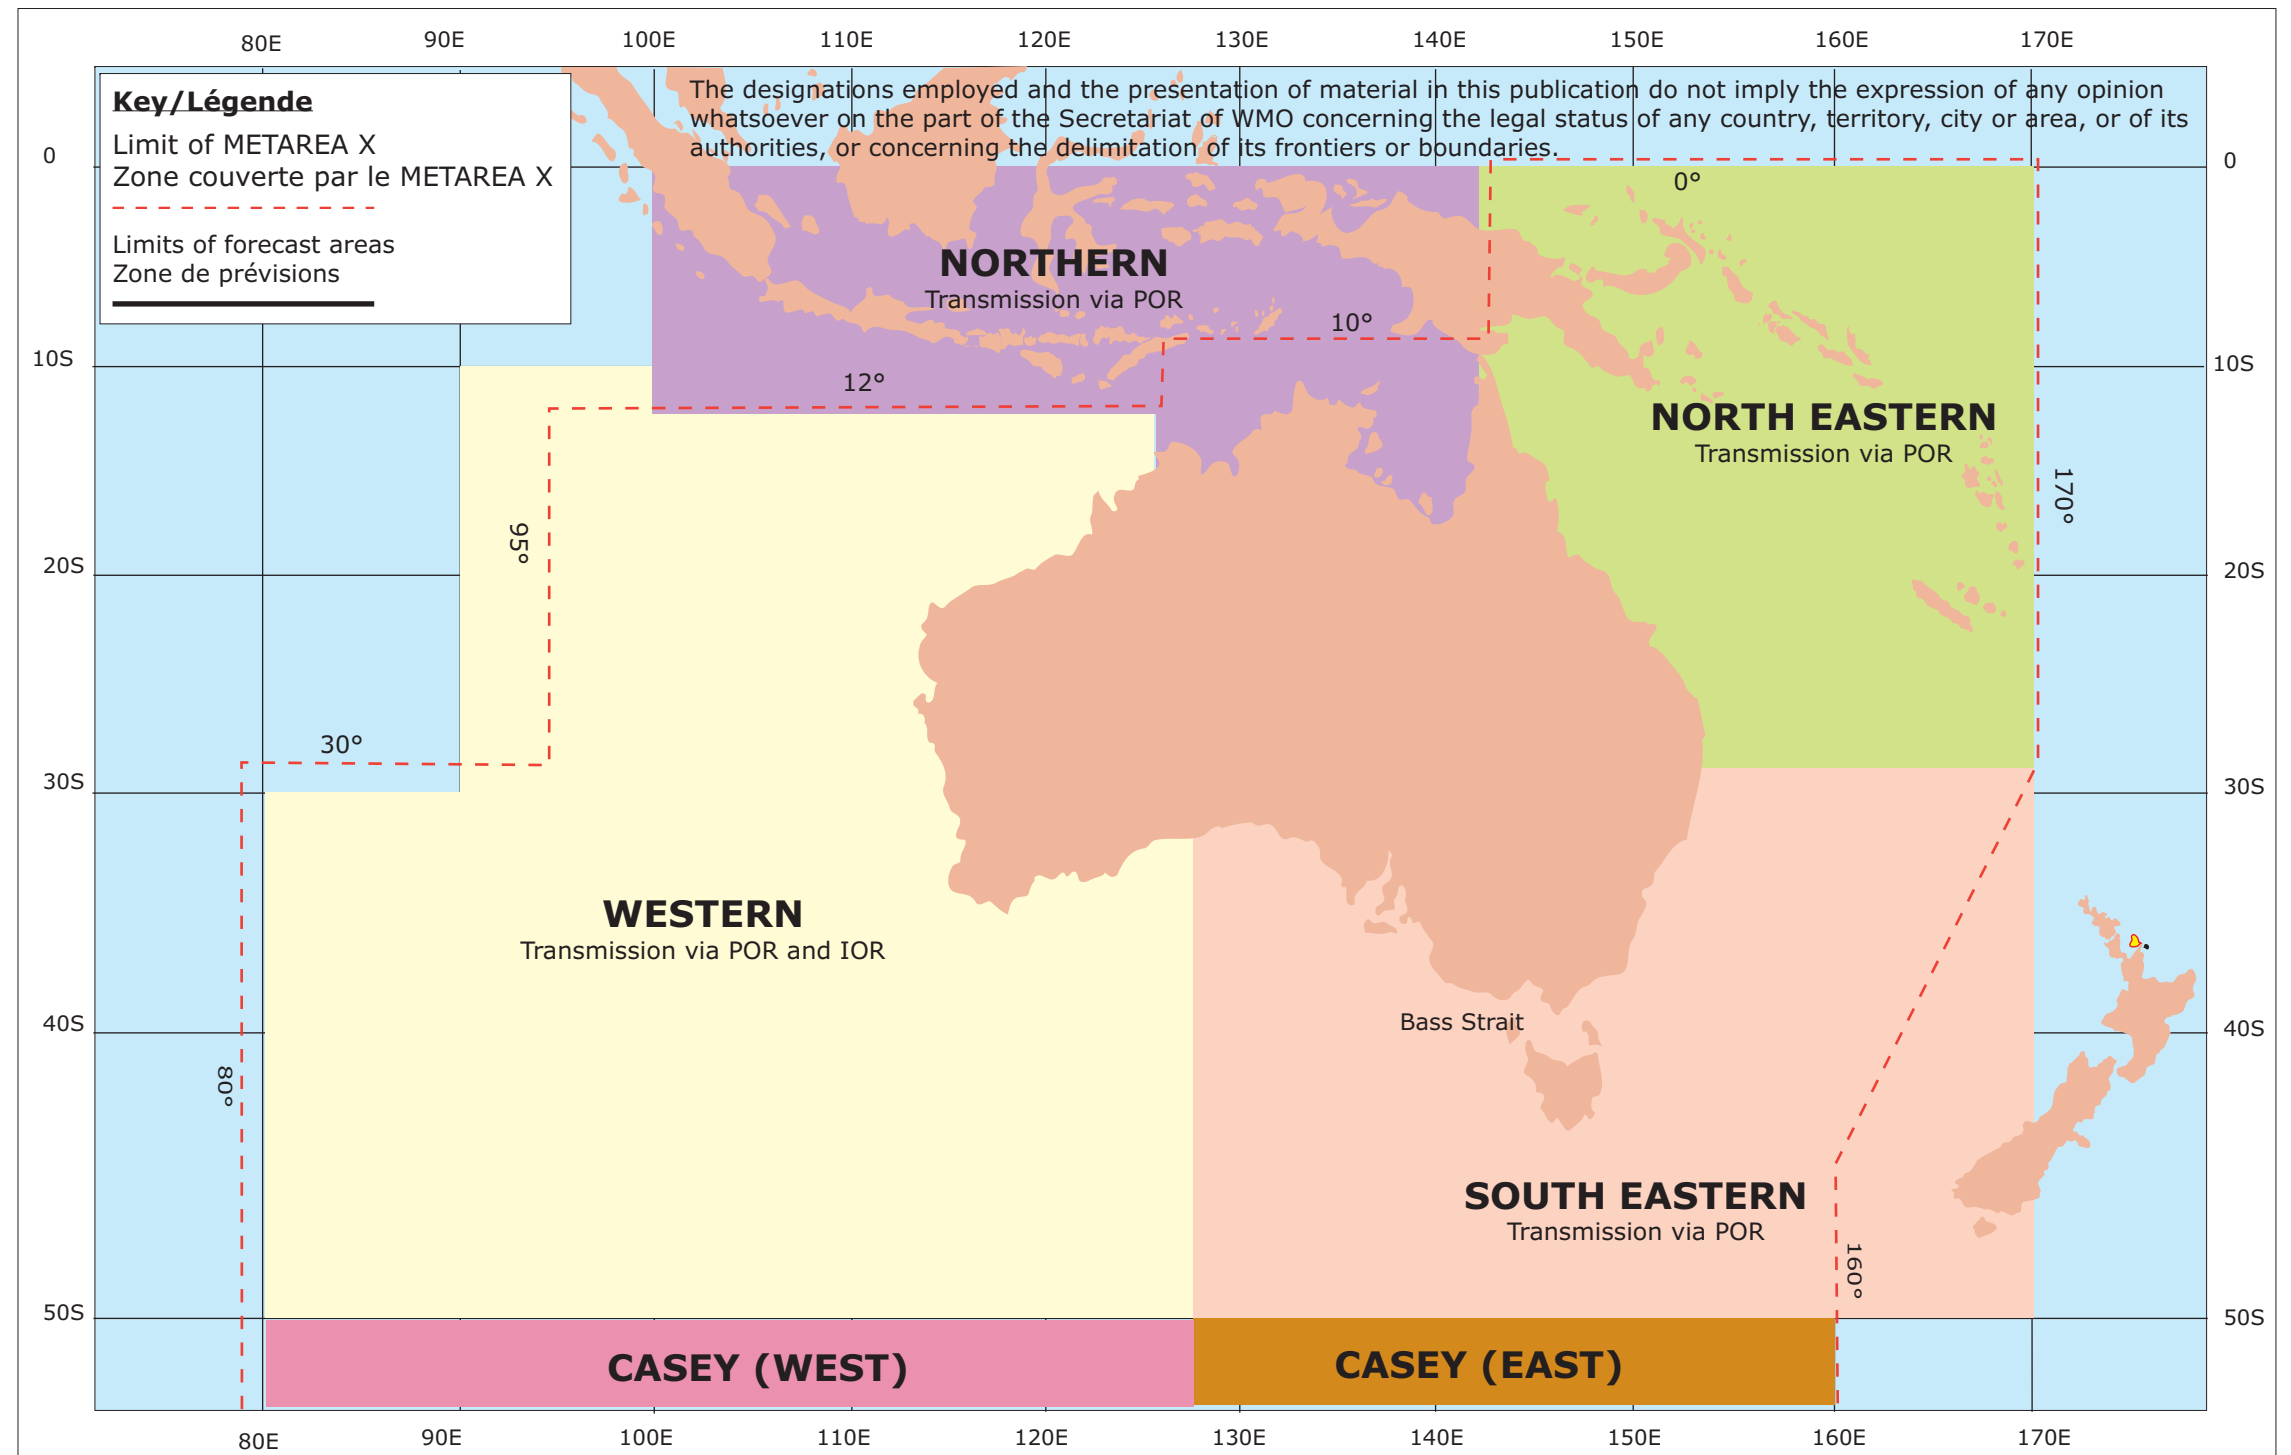 80E 90E 100E 110E 120E 130E 140E 150E 160E 170E
Key/Légende
Limit of METAREA X
Zone couverte par le METAREA X
Limits of forecast areas
Zone de prévisions
The designations employed and the presentation of material in this publication do not imply the expression of any opinion
whatsoever on the part of the Secretariat of WMO concerning the legal status of any country, territory, city or area, or of its
authorities, or concerning the delimitation of its frontiers or boundaries.
0 0
0°
NORTHERN
Transmission via POR
10°
10S 10S
12°
NORTH EASTERN
Transmission via POR
170°
95°
20S 20S
30°
30S 30S
WESTERN
Transmission via POR and IOR
Bass Strait
40S 40S
80°
SOUTH EASTERN
Transmission via POR
160°
50S 50S
CASEY (WEST)
CASEY (EAST)
80E 90E 100E 110E 120E 130E 140E 150E 160E 170E